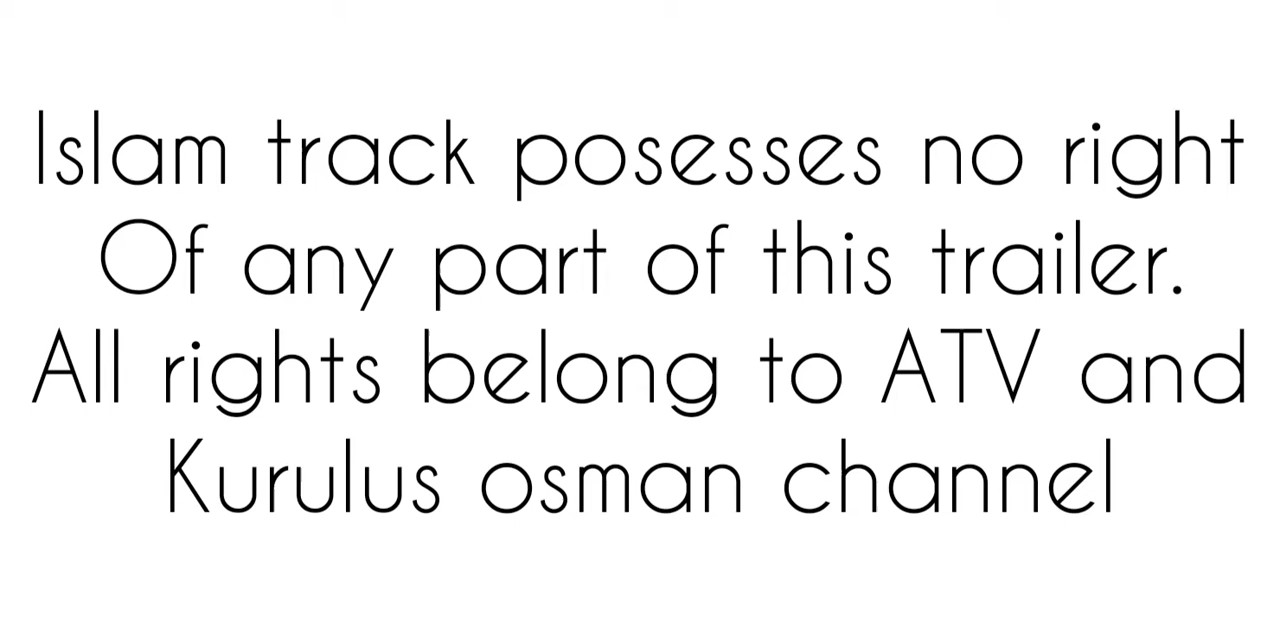 Islam track posesses no right
Of any part of this trailer.
All rights belong to ATV and
Kurulus osman channel